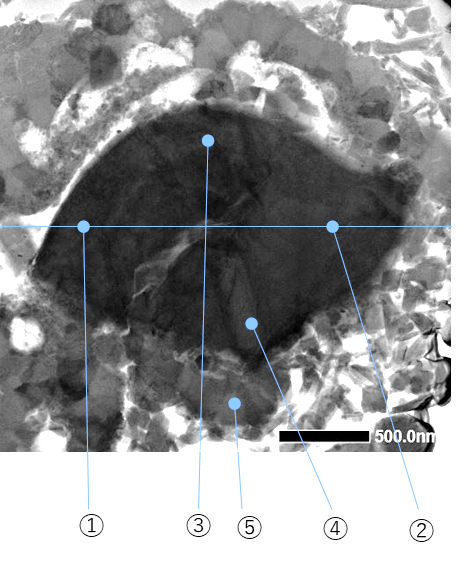 500.0nm
① ③ ⑤ ④ ②